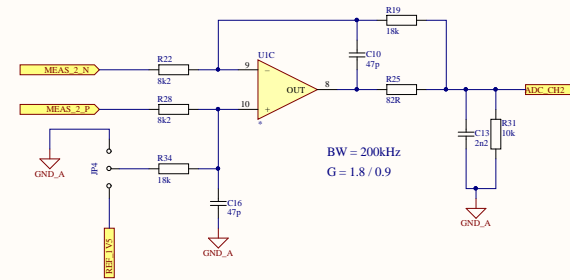 R19
18k
C10
47p
R22
8k2
MEAS_2_N
U1C
9
8
OUT
R25
82R
ADC_CH2
R28
8k2
MEAS_2_P
10
*
C13
2n2
R31
10k
BW = 200kHz
G = 1.8 / 0.9
GND_A
JP4
R34
18k
GND_A
C16
47p
GND_A
REF_1V5